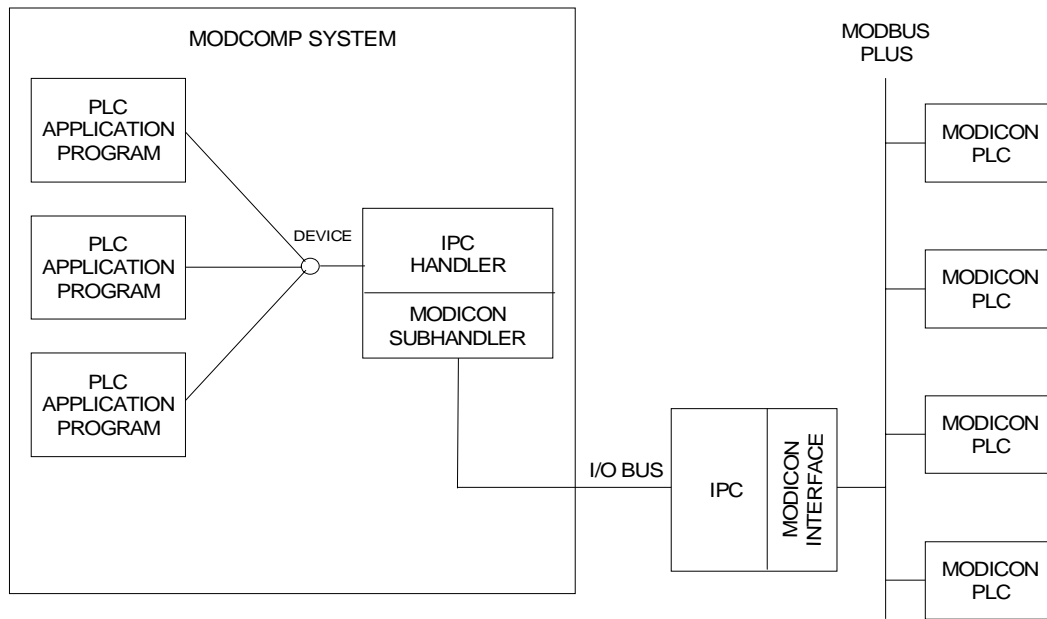 MODCOMP SYSTEM
PLC
APPLICATION
PROGRAM
PLC
APPLICATION
PROGRAM
PLC
APPLICATION
PROGRAM
DEVICE
IPC
HANDLER
MODICON
SUBHANDLER
I/O BUS
IPC
MODICON
INTERFACE
MODBUS
PLUS
MODICON
PLC
MODICON
PLC
MODICON
PLC
MODICON
PLC